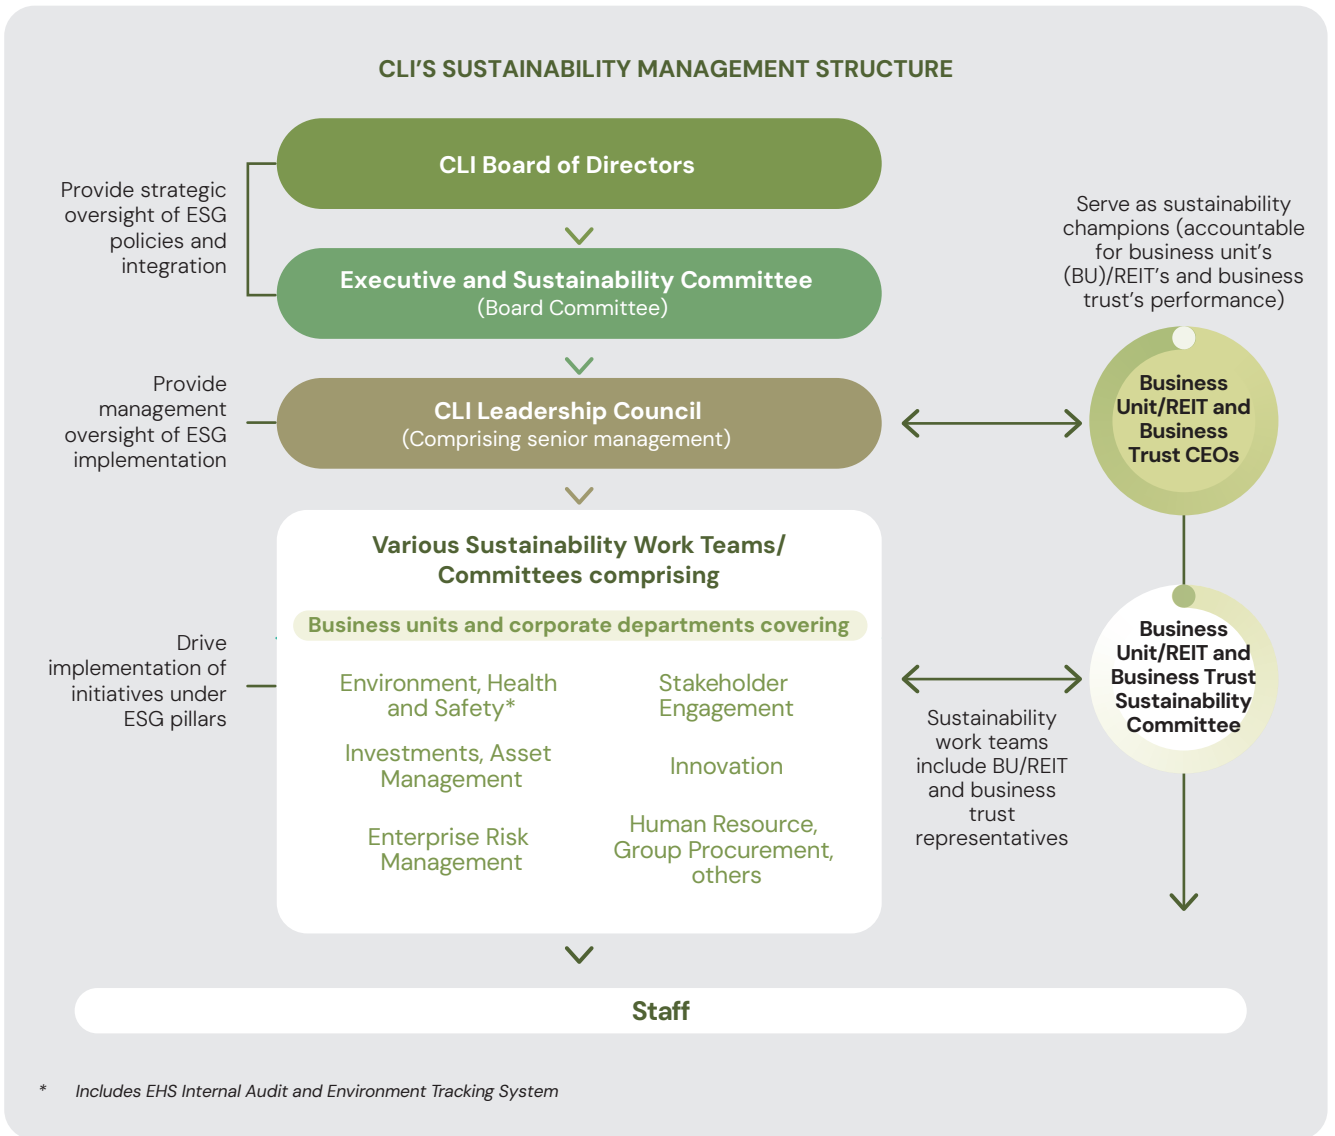 CLI'S SUSTAINABILITY MANAGEMENT STRUCTURE
CLI Board of Directors
Provide strategic
oversight of ESG
policies and
integration
Executive and Sustainability Committee
(Board Committee)
Serve as sustainability
champions (accountable
for business unit's
(BU)/REIT's and business
trust's performance)
Provide
management
oversight of ESG
implementation
CLI Leadership Council
(Comprising senior management)
Business
Unit/REIT and
Business
Trust CEOs
Various Sustainability Work Teams/
Committees comprising
Business units and corporate departments covering
Drive
implementation of
initiatives under
ESG pillars
Environment, Health
and Safety*
Investments, Asset
Management
Enterprise Risk
Management
Stakeholder
Engagement
Innovation
Human Resource,
Group Procurement,
others
Sustainability
work teams
include BU/REIT
and business
trust
representatives
Business
Unit/REIT and
Business Trust
Sustainability
Committee
Staff
* Includes EHS Internal Audit and Environment Tracking System